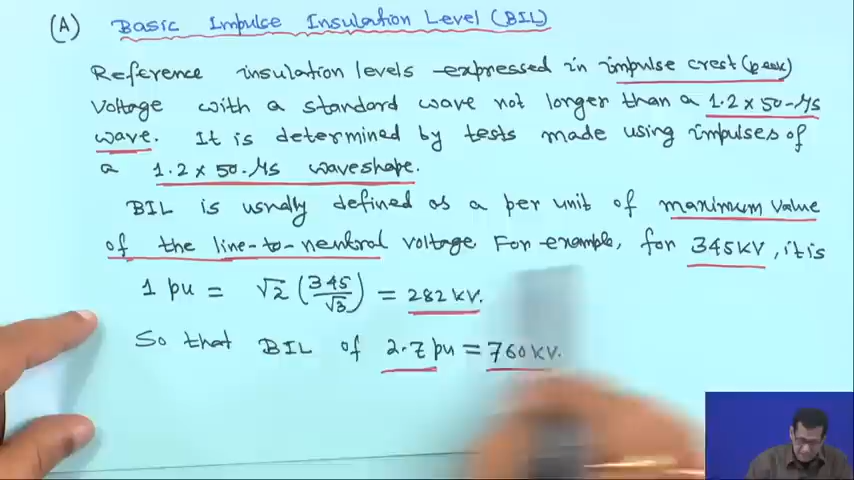 (A) Basic Impulse Insulation Level (BIL)
Reference insulation levels expressed in impulse crest (peak)
voltage with a standard wave not longer than a 1.2 x 50-μs
wave. It is determined by tests made using impulses of
a 1.2 x 50-μs waveshape.
BIL is usually defined as a per unit of maximum value
of the line-to-neutral voltage For example, for 345KV, it is
1 pu = √2 (345/√3) = 282 kV.
So that BIL of 2.7 pu = 760 kV.